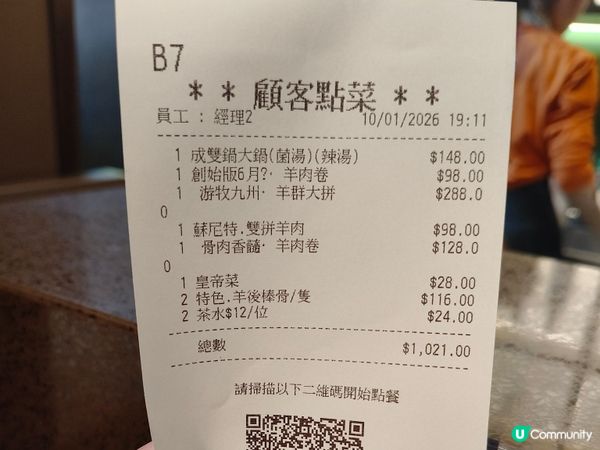 B7
* * 顧客點菜 * *
員工 : 經理2 10/01/2026 19:11
1 成雙鍋大鍋(菌湯)(辣湯) $148.00
1 創始版6月?· 羊肉卷 $98.00
1 游牧九州· 羊群大拼 $288.0
0
1 蘇尼特.雙拼羊肉 $98.00
1 骨肉香髓· 羊肉卷 $128.0
0
1 皇帝菜 $28.00
2 特色.羊後棒骨/隻 $116.00
2 茶水$12/位 $24.00
總數 $1,021.00
請掃描以下二維碼開始點餐
U Community